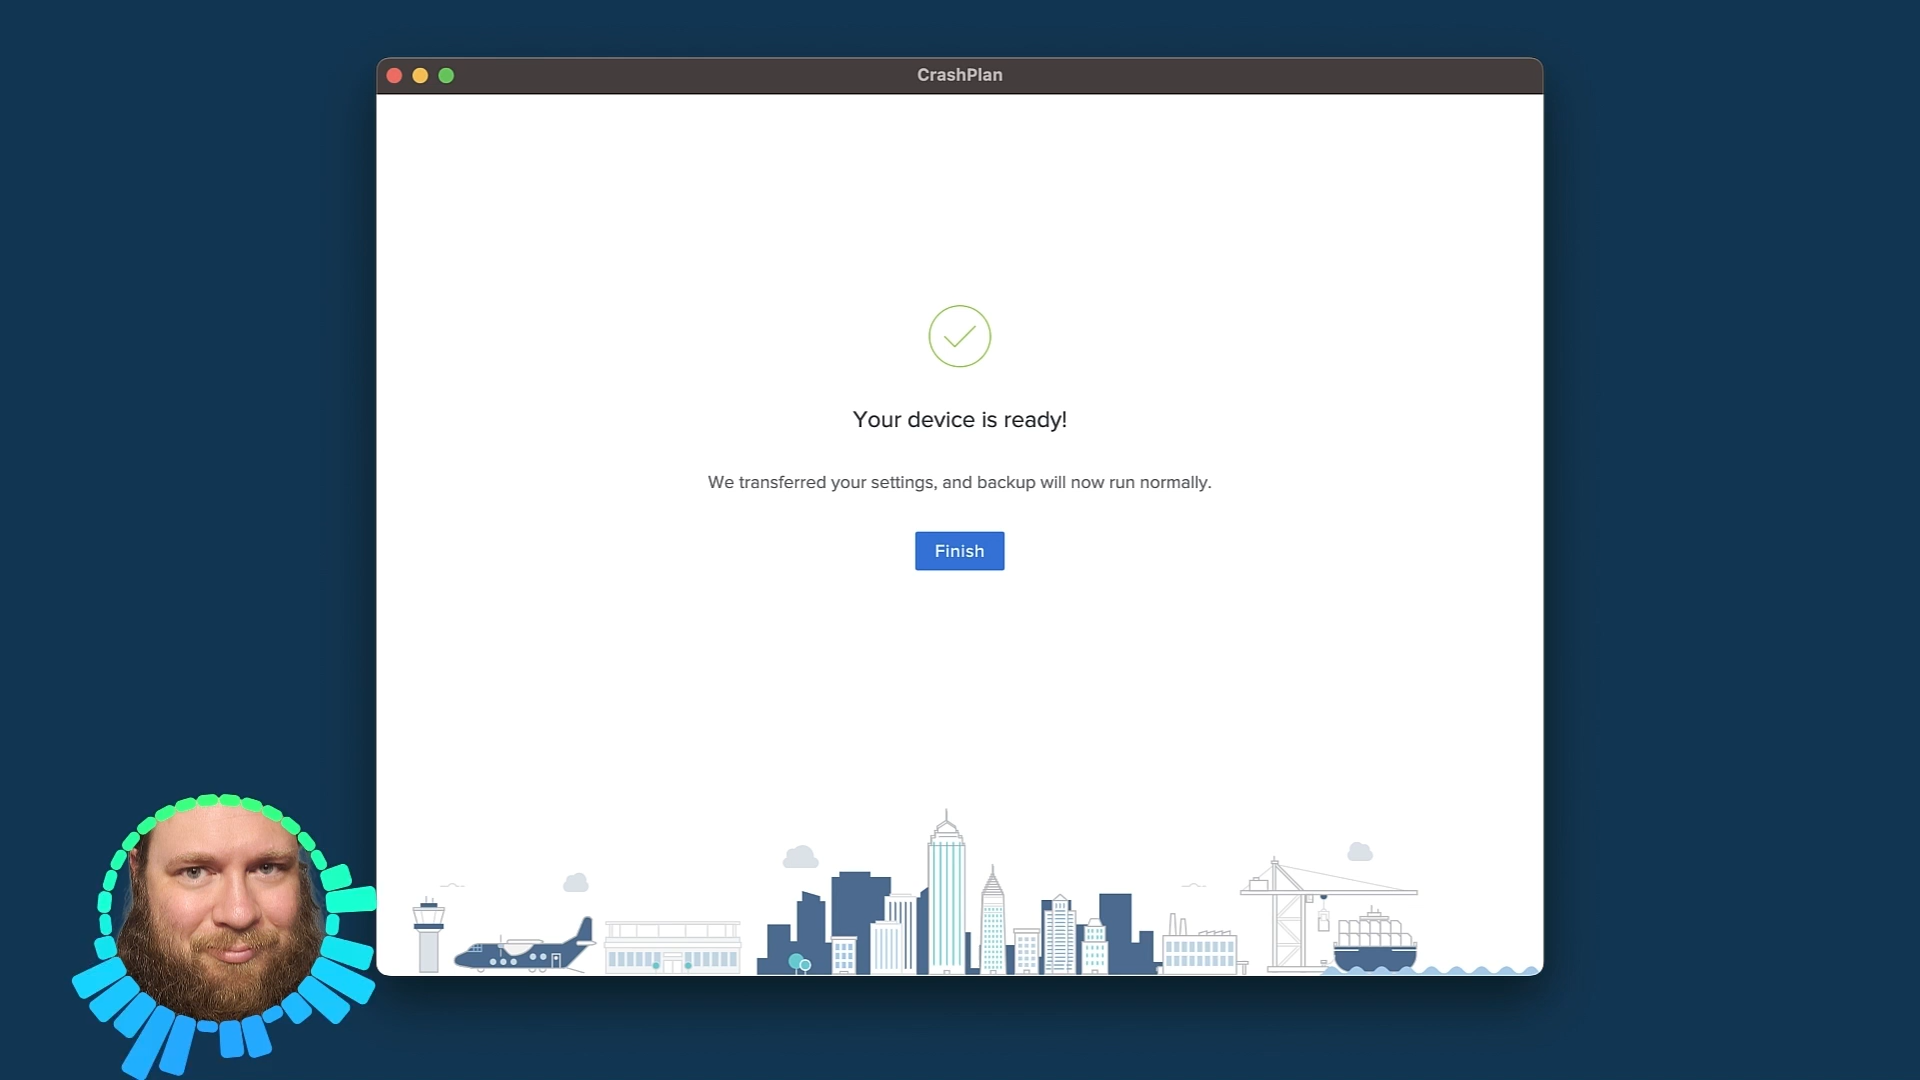 CrashPlan
Your device is ready!
We transferred your settings, and backup will now run normally.
Finish